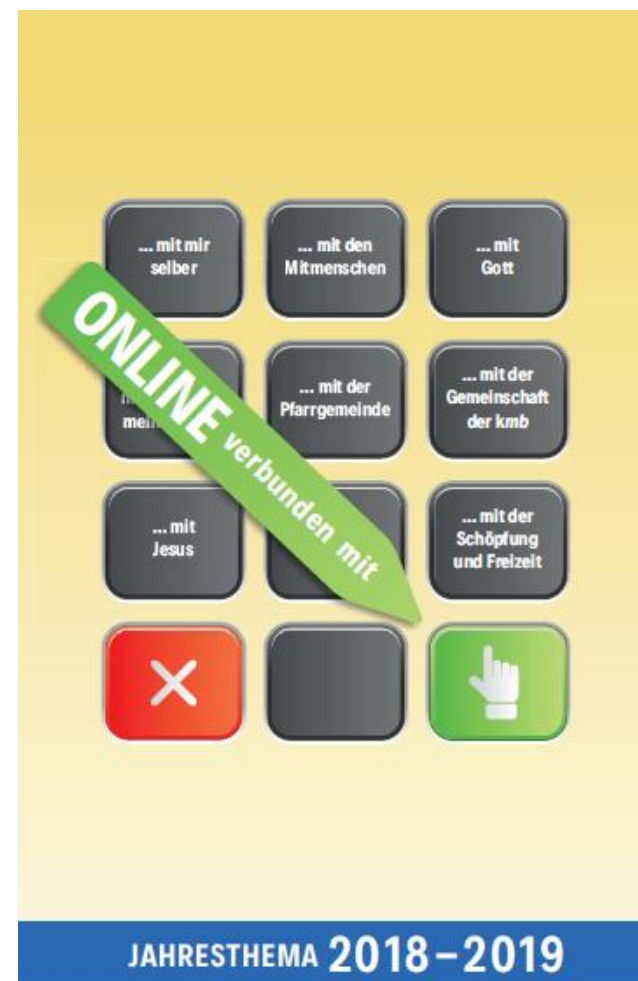 ... mit mir
selber
... mit den
Mitmenschen
... mit
Gott
ONLINE verbunden mit
... mit der
Pfarrgemeinde
... mit der
Gemeinschaft
der kmb
... mit
Jesus
... mit der
Schöpfung
und Freizeit
JAHRESTHEMA 2018–2019